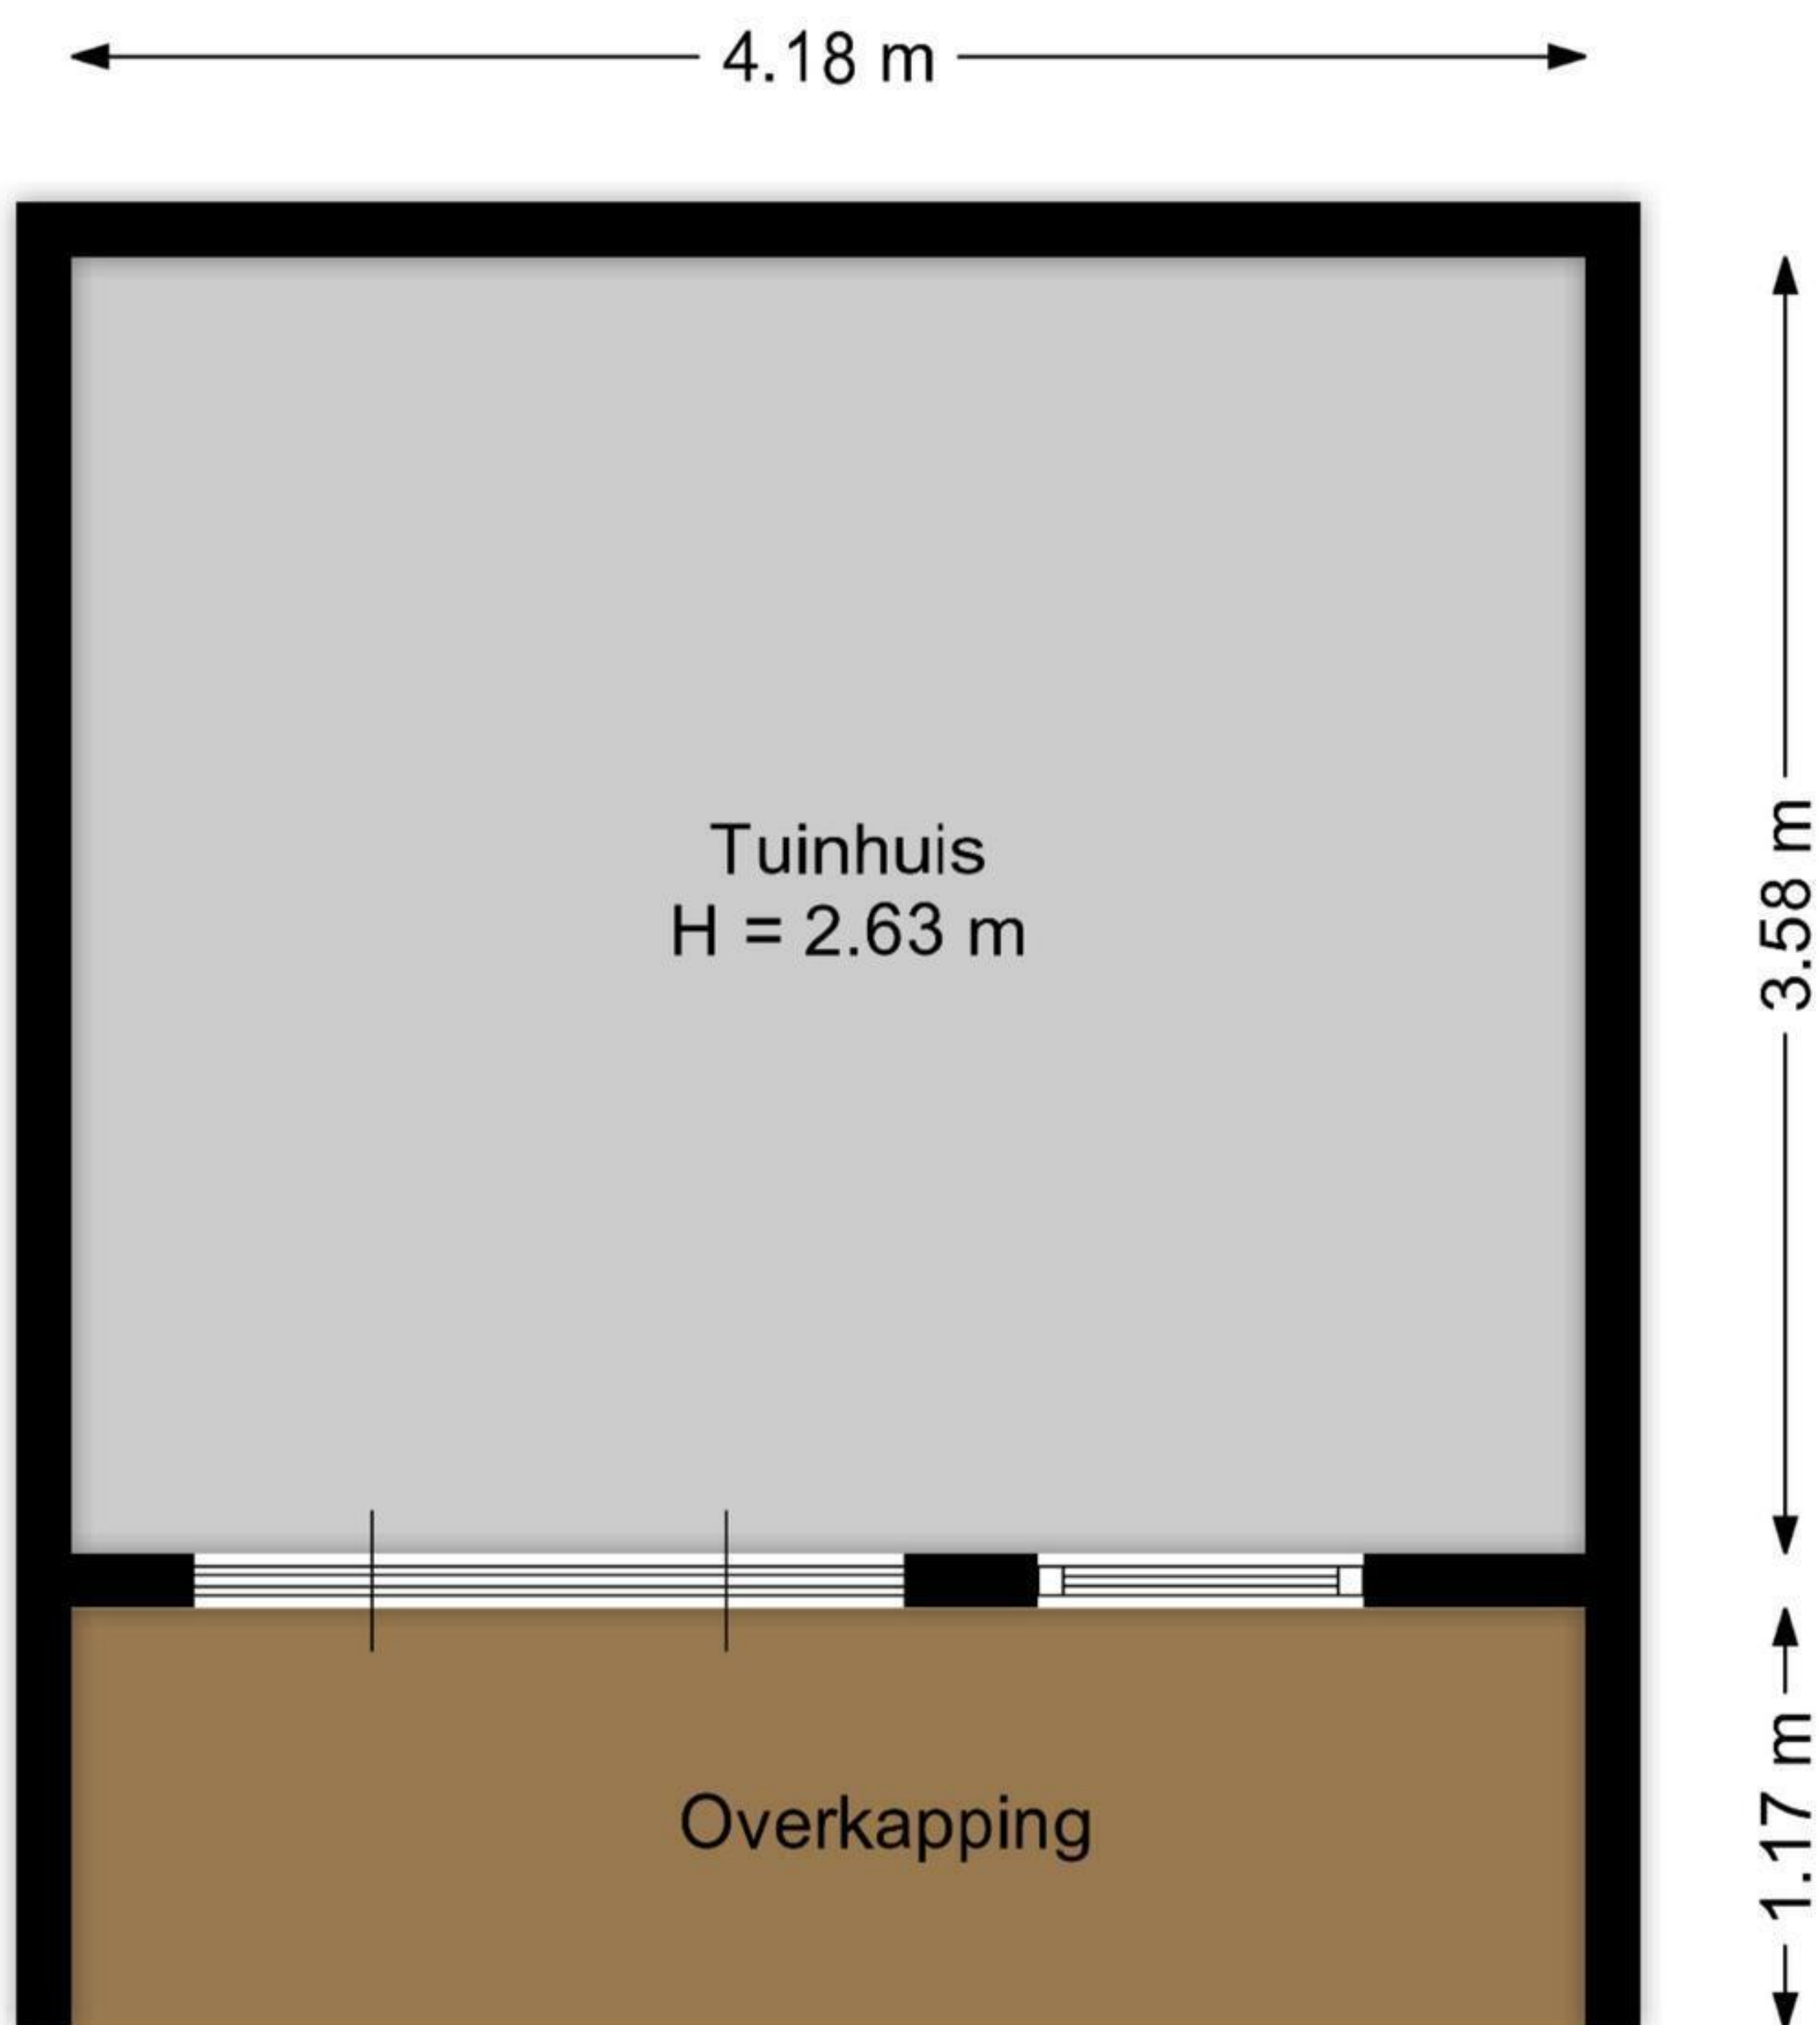 4.18 m
Tuinhuis
H = 2.63 m
3.58 m
Overkapping
1.17 m